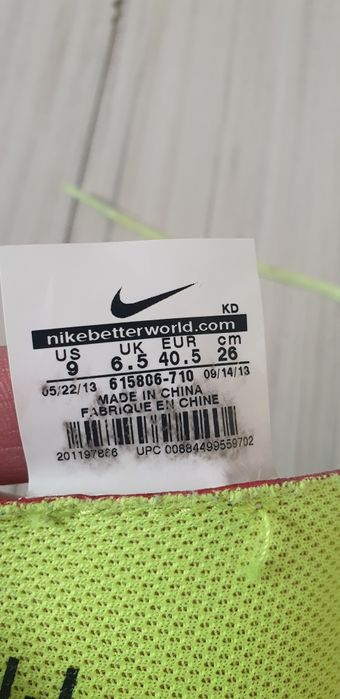 KD
nikebetterworld.com
US UK EUR cm
9 6.5 40.5 26
05/22/13 615806-710 09/14/13
MADE IN CHINA
FABRIQUE EN CHINE
201197886 UPC 00884499559702